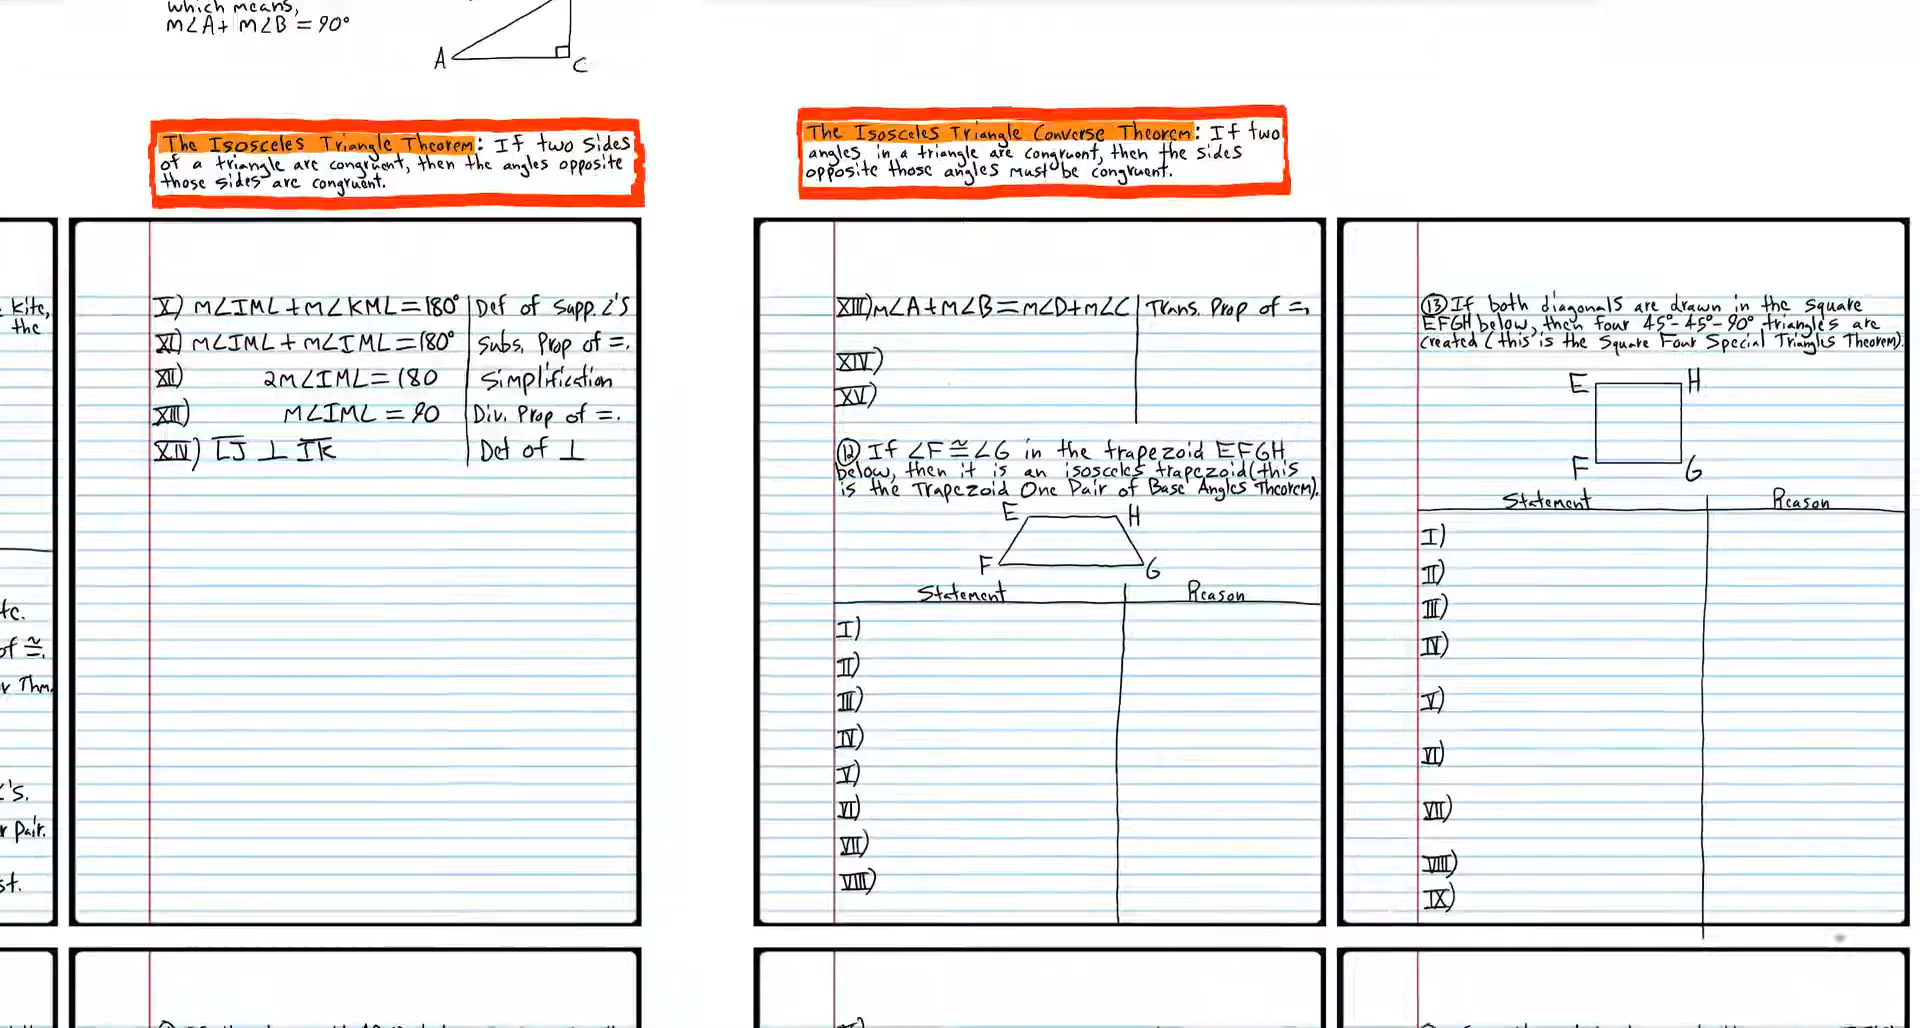 which means,
m∠A + m∠B = 90°
A
C
The Isosceles Triangle Theorem: If two sides
of a triangle are congruent, then the angles opposite
those sides are congruent.
The Isosceles Triangle Converse Theorem: If two
angles in a triangle are congruent, then the sides
opposite those angles must be congruent.
kite,
the
tc.
of ≅.
r Thm.
∠'s.
r pair.
st.
X) m∠IML + m∠KML = 180° | Def of Supp. ∠'s
XI) m∠IML + m∠IML = 180° | Subs. Prop of =.
XII) 2m∠IML = 180 | Simplification
XIII) m∠IML = 90 | Div. Prop of =.
XIV) LJ ⊥ IK | Def of ⊥
XIII) m∠A + m∠B = m∠D + m∠C | Trans. Prop of =,
XIV)
XV)
⑫ If ∠F ≅ ∠G in the trapezoid EFGH
below, then it is an isosceles trapezoid (this
is the Trapezoid One Pair of Base Angles Theorem).
E H
F G
Statement Reason
I)
II)
III)
IV)
V)
VI)
VII)
VIII)
⑬ If both diagonals are drawn in the square
EFGH below, then four 45°-45°-90° triangles are
created (this is the Square Four Special Triangles Theorem).
E H
F G
Statement Reason
I)
II)
III)
IV)
V)
VI)
VII)
VIII)
IX)